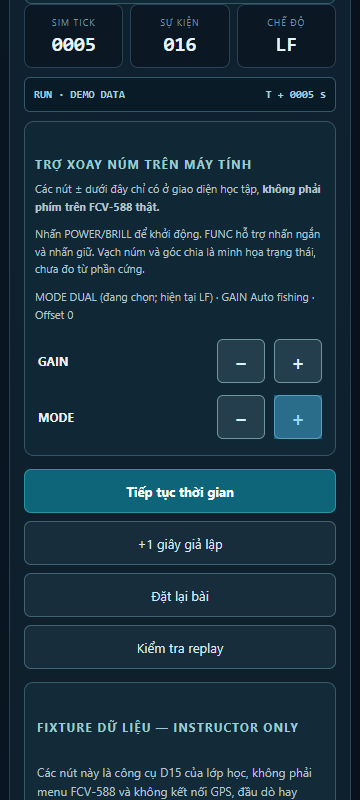 SIM TICK
0005
SỰ KIỆN
016
CHẾ ĐỘ
LF
RUN · DEMO DATA
T + 0005 s
TRỢ XOAY NÚM TRÊN MÁY TÍNH
Các nút ± dưới đây chỉ có ở giao diện học tập, không phải
phím trên FCV-588 thật.
Nhấn POWER/BRILL để khởi động. FUNC hỗ trợ nhấn ngắn
và nhấn giữ. Vạch núm và góc chia là minh họa trạng thái,
chưa đo từ phần cứng.
MODE DUAL (đang chọn; hiện tại LF) · GAIN Auto fishing ·
Offset 0
GAIN
−
+
MODE
−
+
Tiếp tục thời gian
+1 giây giả lập
Đặt lại bài
Kiểm tra replay
FIXTURE DỮ LIỆU — INSTRUCTOR ONLY
Các nút này là công cụ D15 của lớp học, không phải
menu FCV-588 và không kết nối GPS, đầu dò hay